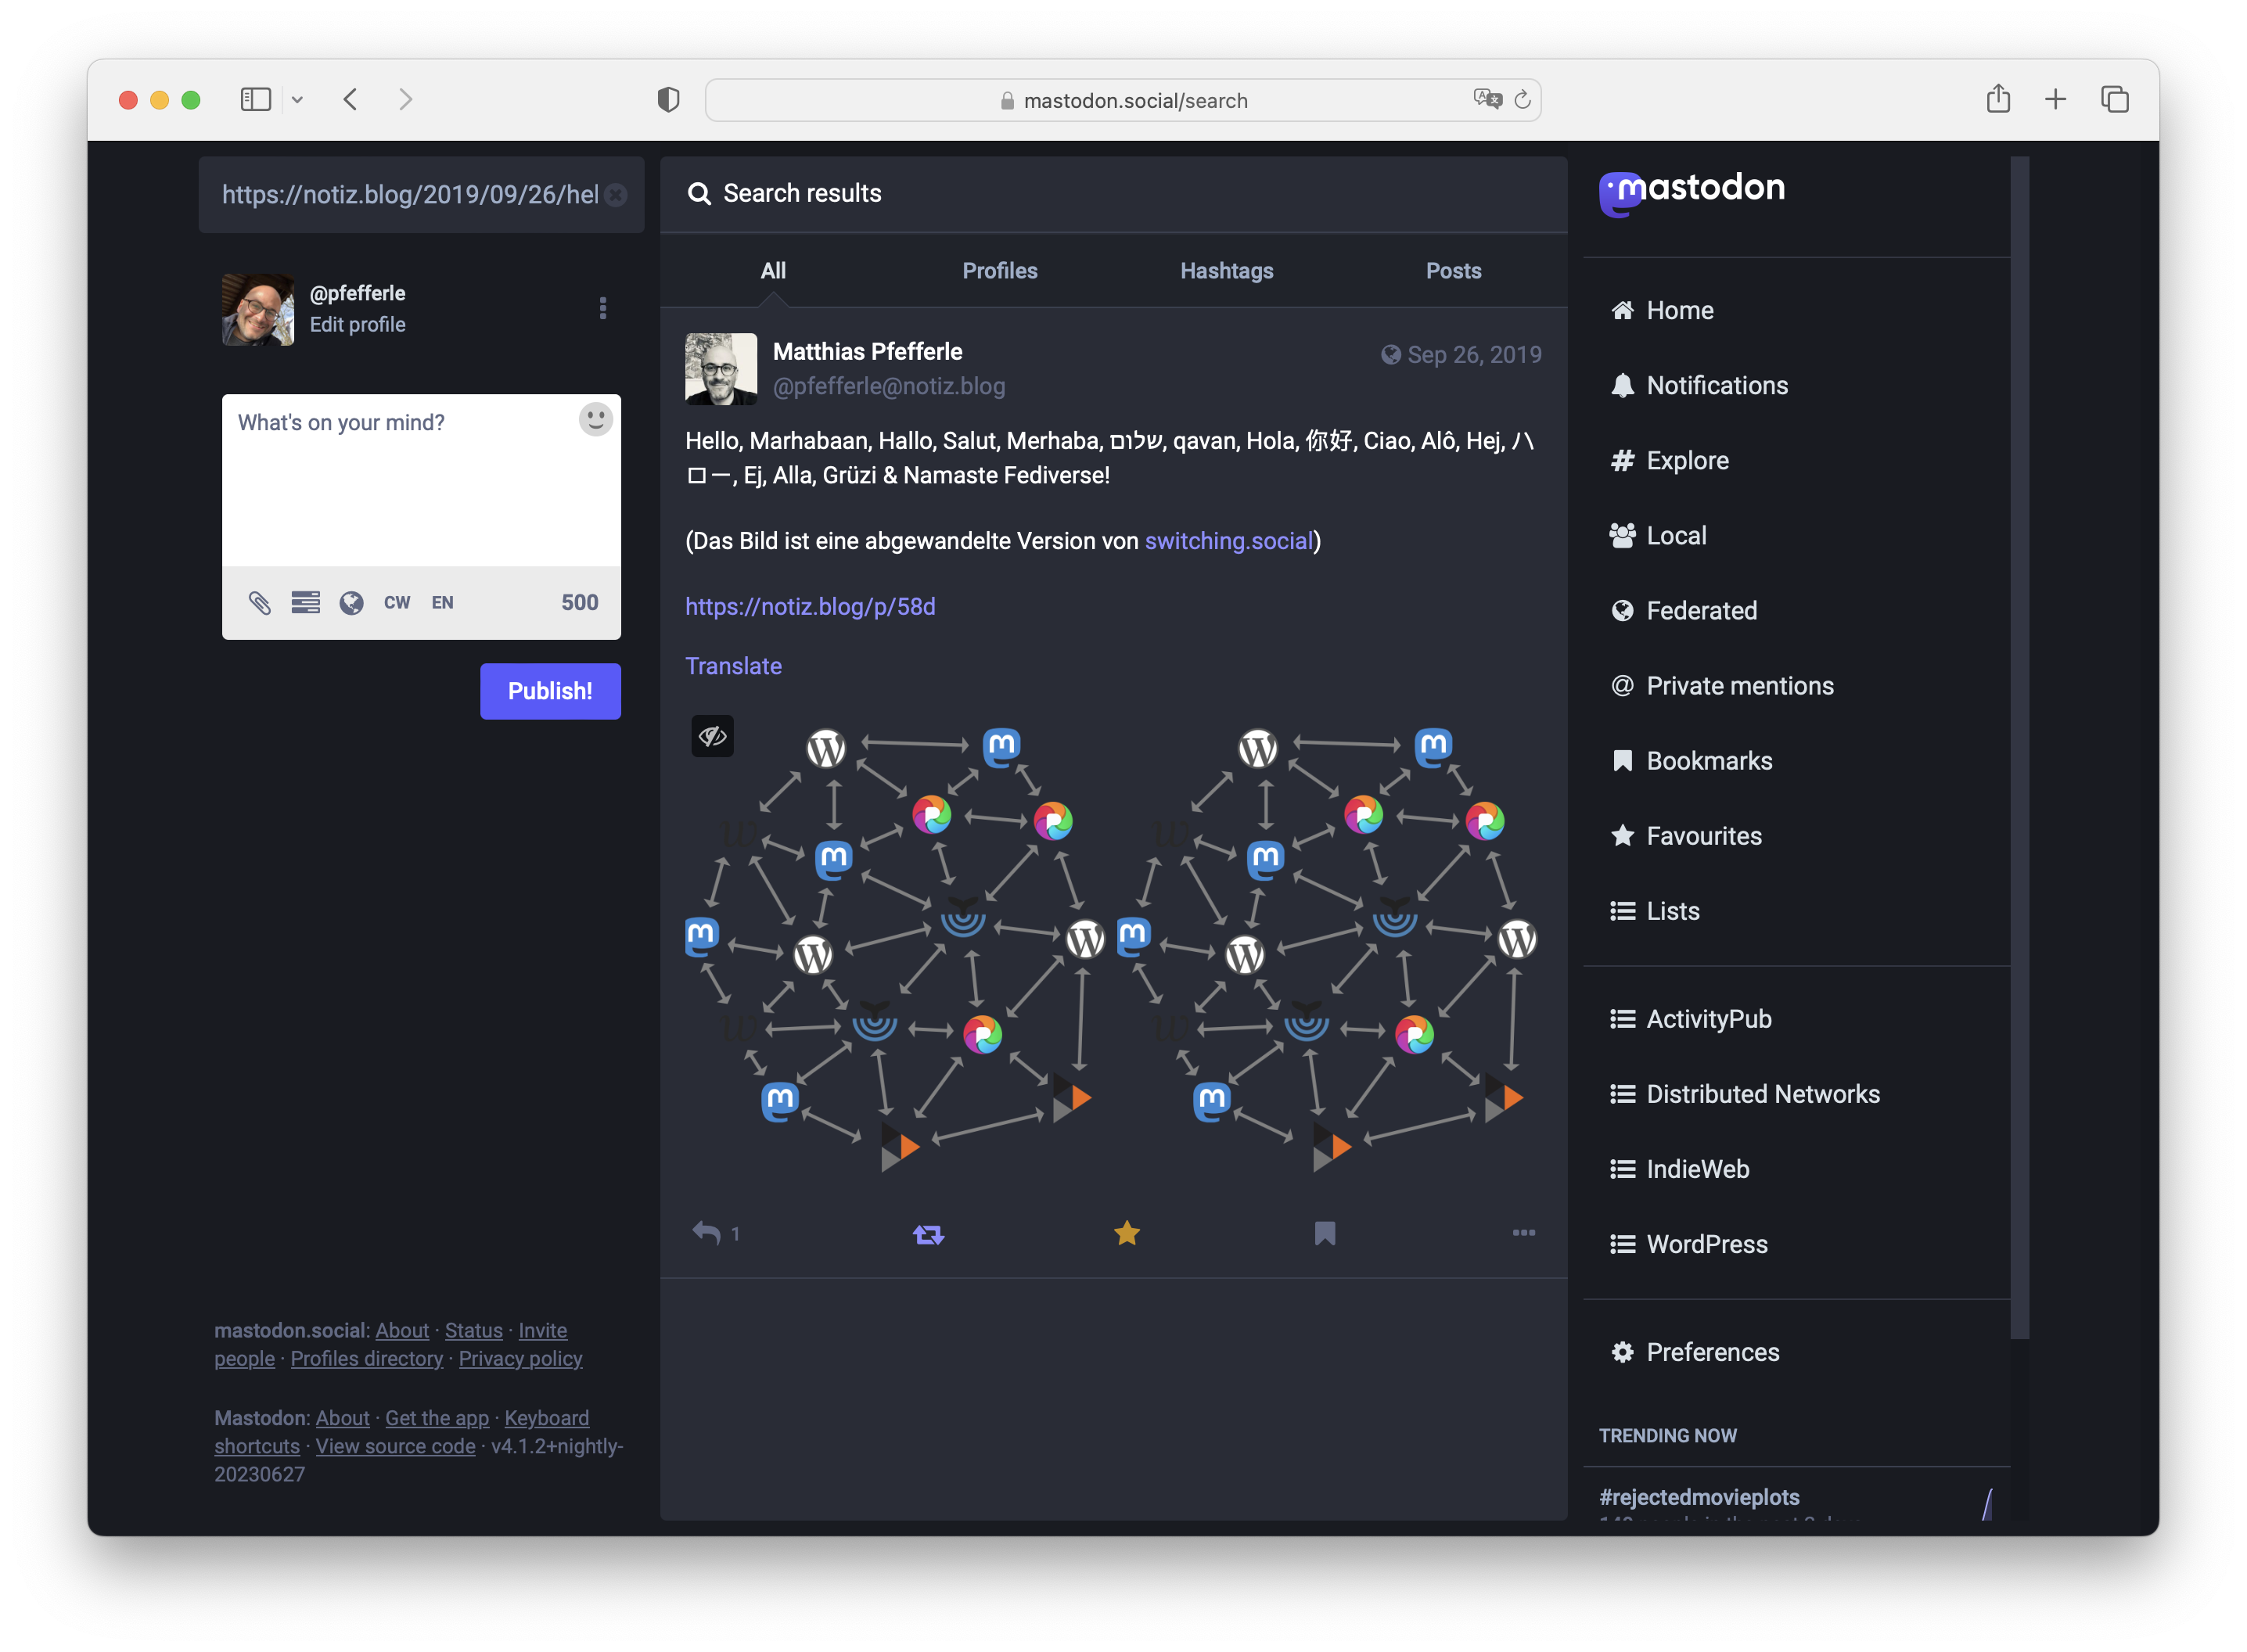 mastodon.social/search
https://notiz.blog/2019/09/26/hel
@pfefferle
Edit profile
What's on your mind?
CW EN 500
Publish!
mastodon.social: About · Status · Invite
people · Profiles directory · Privacy policy
Mastodon: About · Get the app · Keyboard
shortcuts · View source code · v4.1.2+nightly-
20230627
Search results
All Profiles Hashtags Posts
Matthias Pfefferle
Sep 26, 2019
@pfefferle@notiz.blog
Hello, Marhabaan, Hallo, Salut, Merhaba, שלום, qavan, Hola, 你好, Ciao, Alô, Hej, ハ
ロー, Ej, Alla, Grüzi & Namaste Fediverse!
(Das Bild ist eine abgewandelte Version von switching.social)
https://notiz.blog/p/58d
Translate
1
mastodon
Home
Notifications
Explore
Local
Federated
Private mentions
Bookmarks
Favourites
Lists
ActivityPub
Distributed Networks
IndieWeb
WordPress
Preferences
TRENDING NOW
#rejectedmovieplots